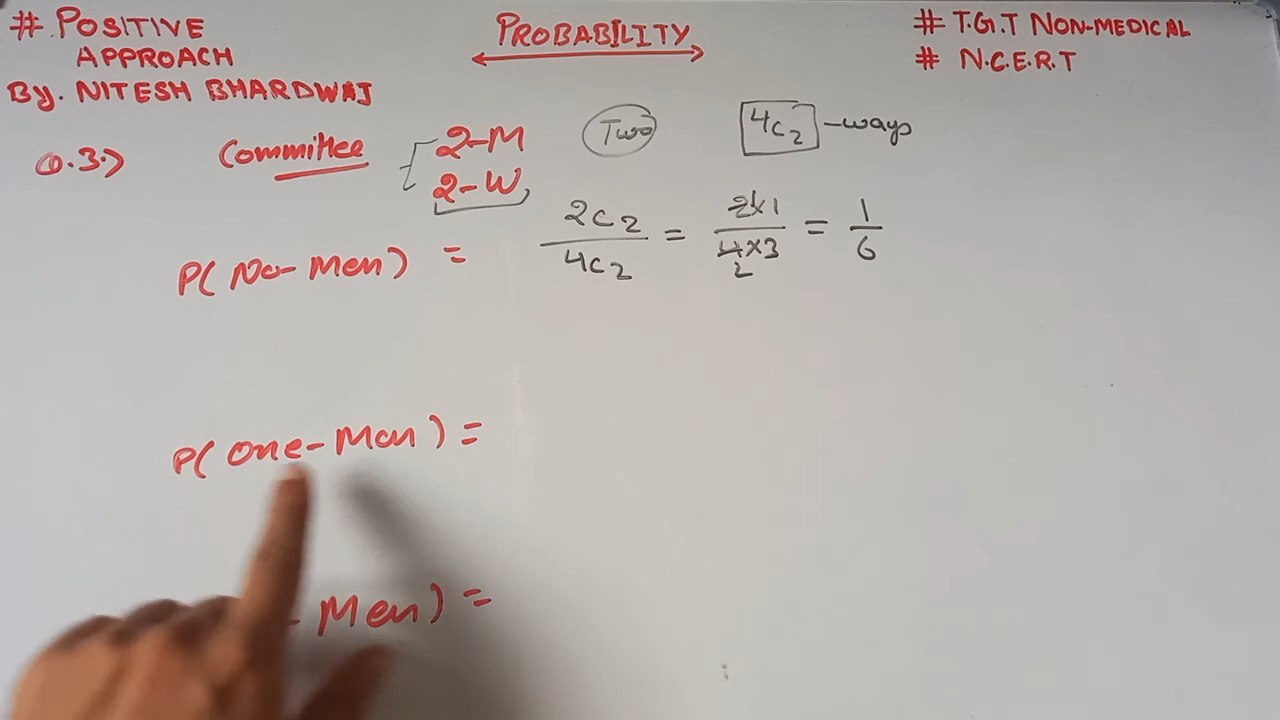 # POSITIVE
APPROACH
By. NITESH BHARDWAJ
PROBABILITY
# T.G.T NON-MEDICAL
# N.C.E.R.T
Q.3.) Committee 2-M Two 4C2 -ways
2-W
P(No-Men) = 2C2 / 4C2 = 2x1 / 4x3 2 = 1 / 6
P(One-Man) =
- Men) =